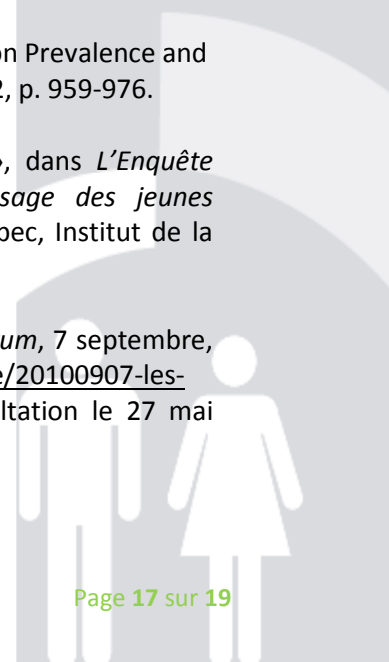 on Prevalence and
2, p. 959-976.
», dans L’Enquête
sage des jeunes
bec, Institut de la
um, 7 septembre,
e/20100907-les-
ultation le 27 mai
Page 17 sur 19